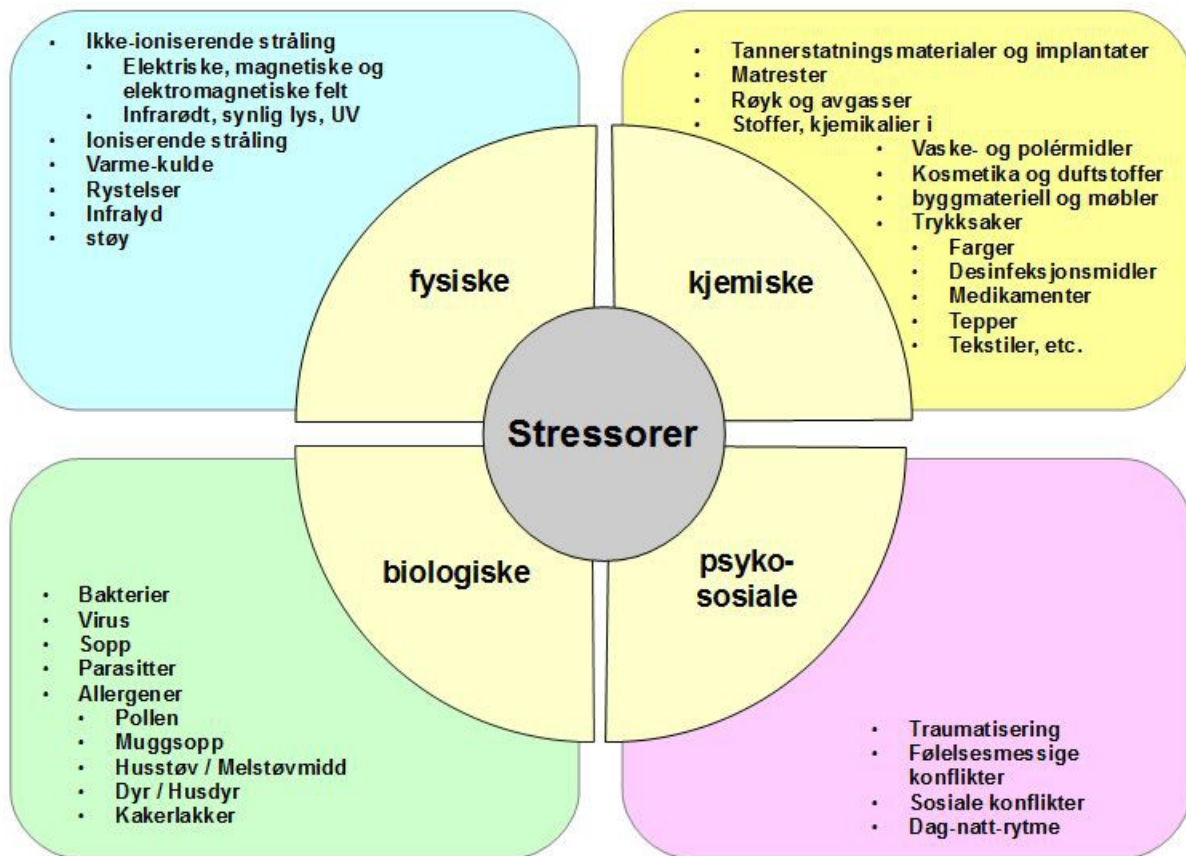 • Ikke-ioniserende stråling
• Elektriske, magnetiske og
elektromagnetiske felt
• Infrarødt, synlig lys, UV
• Ioniserende stråling
• Varme-kulde
• Rystelser
• Infralyd
• støy
fysiske
• Tannerstatningsmaterialer og implantater
• Matrester
• Røyk og avgasser
• Stoffer, kjemikalier i
• Vaske- og polérmidler
• Kosmetika og duftstoffer
• byggmateriell og møbler
• Trykksaker
• Farger
• Desinfeksjonsmidler
• Medikamenter
• Tepper
• Tekstiler, etc.
kjemiske
Stressorer
biologiske
• Bakterier
• Virus
• Sopp
• Parasitter
• Allergener
• Pollen
• Muggsopp
• Husstøv / Melstøvmidd
• Dyr / Husdyr
• Kakerlakker
psyko-
sosiale
• Traumatisering
• Følelsesmessige
konflikter
• Sosiale konflikter
• Dag-natt-rytme